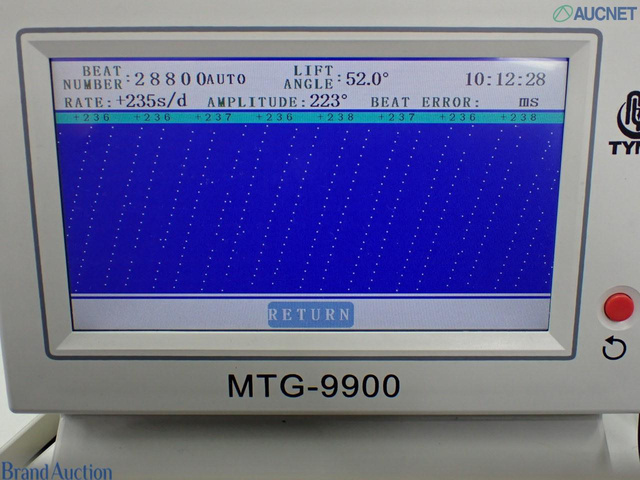 AUCNET
BEAT NUMBER:28800AUTO LIFT ANGLE:52.0° 10:12:28
RATE:+235s/d AMPLITUDE:223° BEAT ERROR: ms
+236 +236 +237 +236 +238 +237 +236 +238
RETURN
MTG-9900
BrandAuction